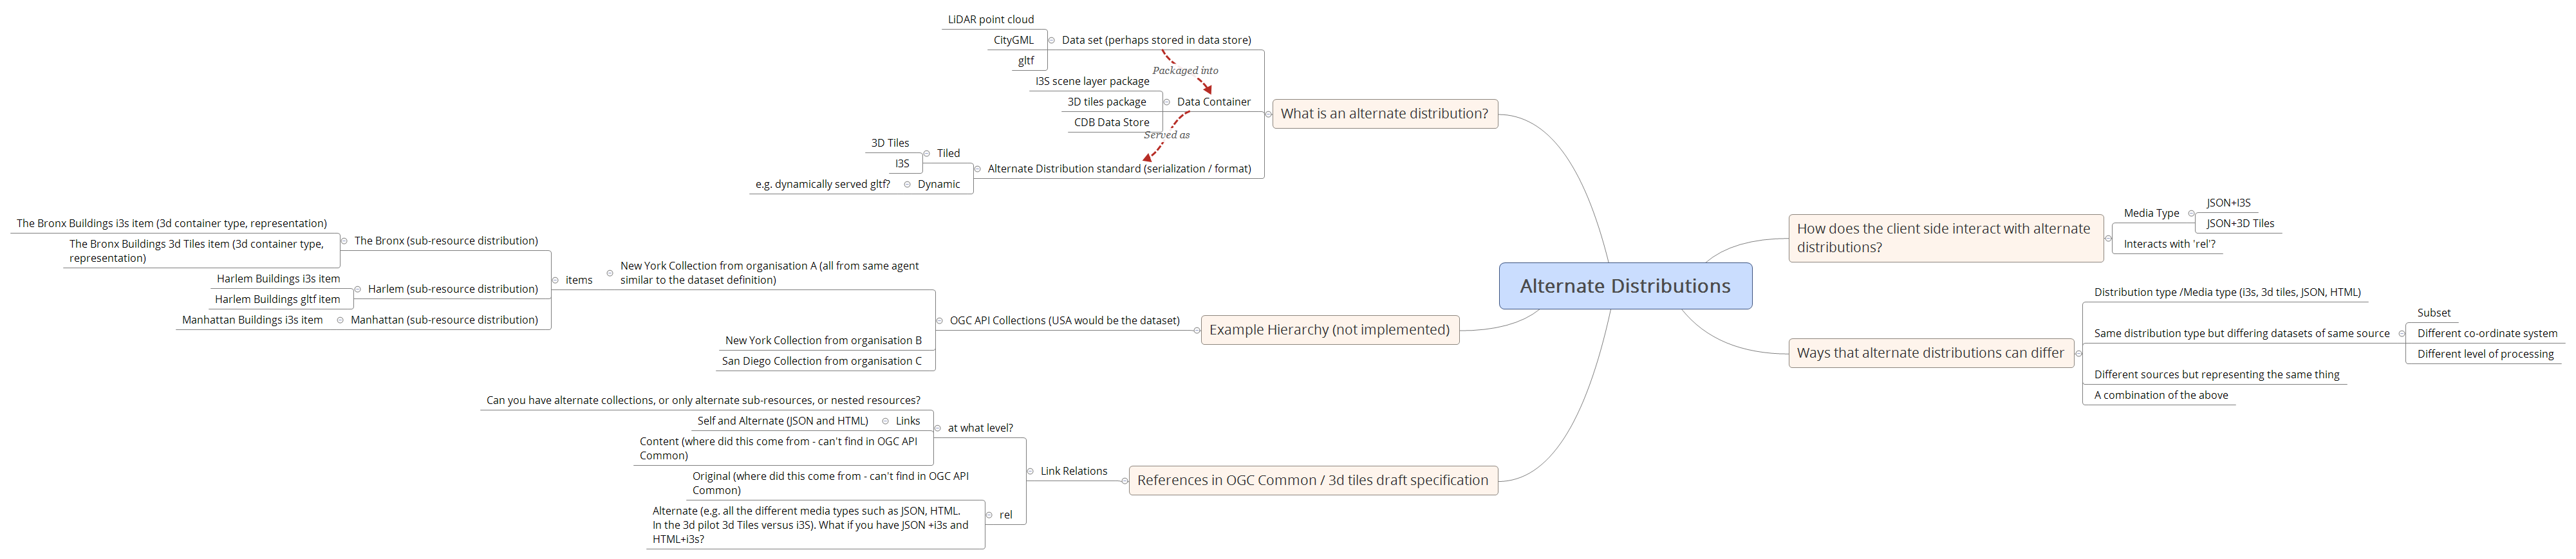 Alternate Distributions
What is an alternate distribution?
Data set (perhaps stored in data store)
LiDAR point cloud
CityGML
gltf
Packaged into
Data Container
I3S scene layer package
3D tiles package
CDB Data Store
Served as
Alternate Distribution standard (serialization / format)
Tiled
3D Tiles
I3S
Dynamic
e.g. dynamically served gltf?
Example Hierarchy (not implemented)
OGC API Collections (USA would be the dataset)
New York Collection from organisation A (all from same agent
similar to the dataset definition)
items
The Bronx (sub-resource distribution)
The Bronx Buildings i3s item (3d container type, representation)
The Bronx Buildings 3d Tiles item (3d container type,
representation)
Harlem (sub-resource distribution)
Harlem Buildings i3s item
Harlem Buildings gltf item
Manhattan (sub-resource distribution)
Manhattan Buildings i3s item
New York Collection from organisation B
San Diego Collection from organisation C
References in OGC Common / 3d tiles draft specification
Link Relations
at what level?
Can you have alternate collections, or only alternate sub-resources, or nested resources?
Links
Self and Alternate (JSON and HTML)
Content (where did this come from - can't find in OGC API
Common)
rel
Original (where did this come from - can't find in OGC API
Common)
Alternate (e.g. all the different media types such as JSON, HTML.
In the 3d pilot 3d Tiles versus i3S). What if you have JSON +i3s and
HTML+i3s?
How does the client side interact with alternate
distributions?
Media Type
JSON+I3S
JSON+3D Tiles
Interacts with 'rel'?
Ways that alternate distributions can differ
Distribution type /Media type (i3s, 3d tiles, JSON, HTML)
Same distribution type but differing datasets of same source
Subset
Different co-ordinate system
Different level of processing
Different sources but representing the same thing
A combination of the above